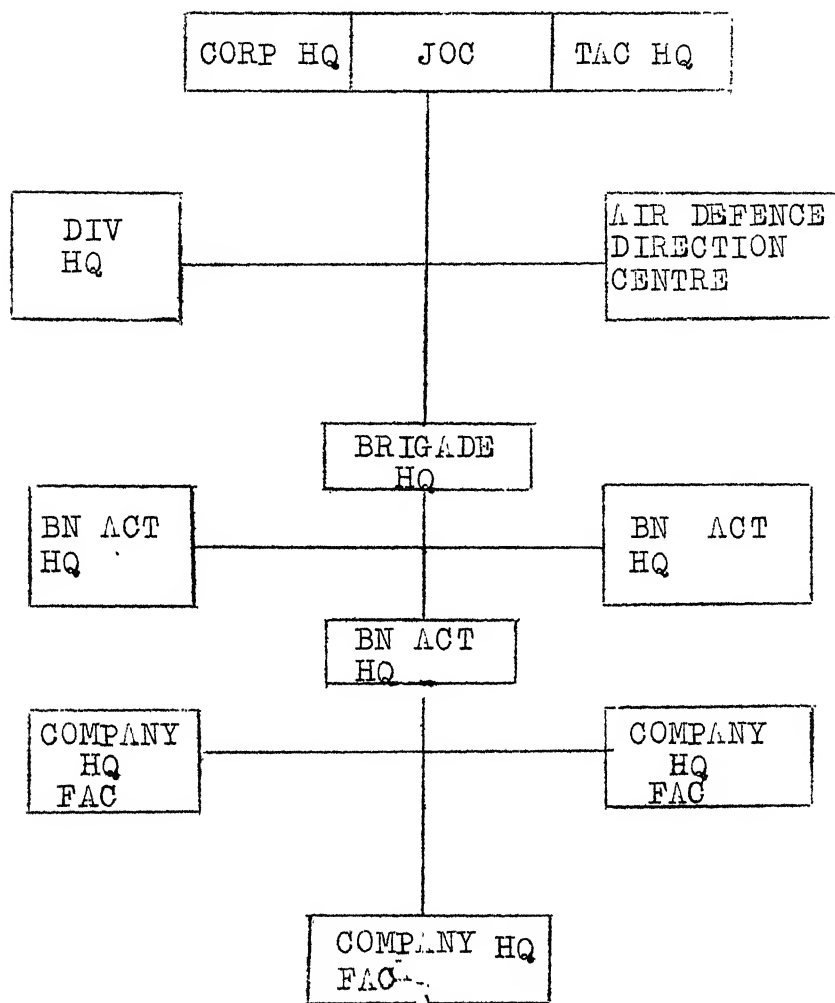 CORP HQ JOC TAC HQ
DIV
HQ
AIR DEFENCE
DIRECTION
CENTRE
BRIGADE
HQ
BN ACT
HQ
BN ACT
HQ
BN ACT
HQ
COMPANY
HQ
FAC
COMPANY
HQ
FAC
COMPANY HQ
FAC